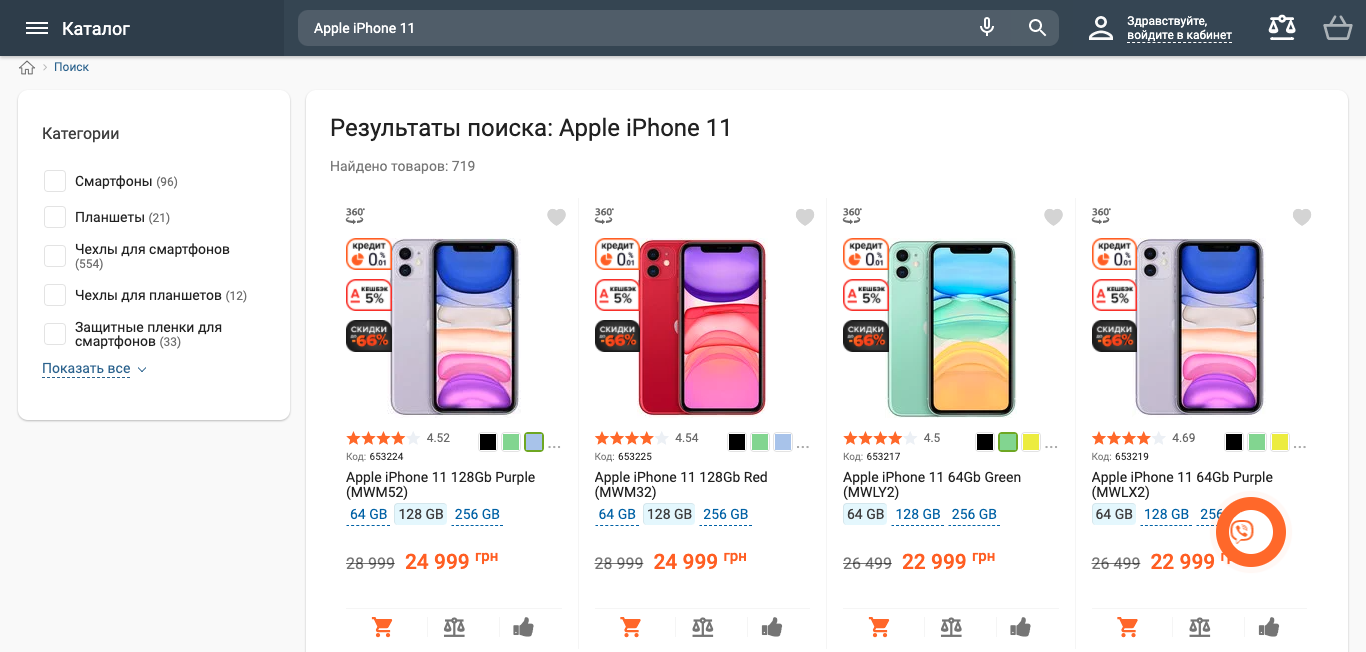 Каталог
Apple iPhone 11
Здравствуйте,
войдите в кабинет
Поиск
Категории
Смартфоны (96)
Планшеты (21)
Чехлы для смартфонов
(554)
Чехлы для планшетов (12)
Защитные пленки для
смартфонов (33)
Показать все
Результаты поиска: Apple iPhone 11
Найдено товаров: 719
360°
кредит
0,01%
А КЕШБЭК
5%
СКИДКИ
ДО -66%
4.52
...
Код: 653224
Apple iPhone 11 128Gb Purple
(MWM52)
64 GB 128 GB 256 GB
28 999 24 999 грн
360°
кредит
0,01%
А КЕШБЭК
5%
СКИДКИ
ДО -66%
4.54
...
Код: 653225
Apple iPhone 11 128Gb Red
(MWM32)
64 GB 128 GB 256 GB
28 999 24 999 грн
360°
кредит
0,01%
А КЕШБЭК
5%
СКИДКИ
ДО -66%
4.5
...
Код: 653217
Apple iPhone 11 64Gb Green
(MWLY2)
64 GB 128 GB 256 GB
26 499 22 999 грн
360°
кредит
0,01%
А КЕШБЭК
5%
СКИДКИ
ДО -66%
4.69
...
Код: 653219
Apple iPhone 11 64Gb Purple
(MWLX2)
64 GB 128 GB 256
26 499 22 999